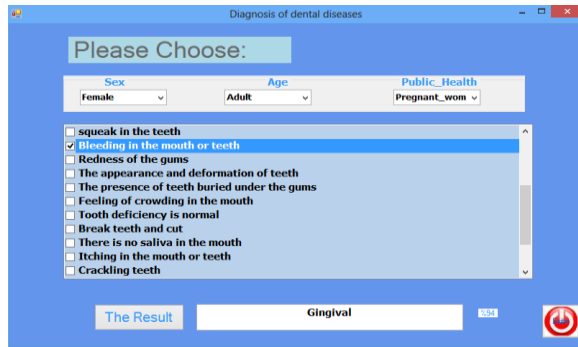 Diagnosis of dental diseases
Please Choose:
Sex Age Public_Health
Female Adult Pregnant_wom
squeak in the teeth
Bleeding in the mouth or teeth
Redness of the gums
The appearance and deformation of teeth
The presence of teeth buried under the gums
Feeling of crowding in the mouth
Tooth deficiency is normal
Break teeth and cut
There is no saliva in the mouth
Itching in the mouth or teeth
Crackling teeth
The Result Gingival %94